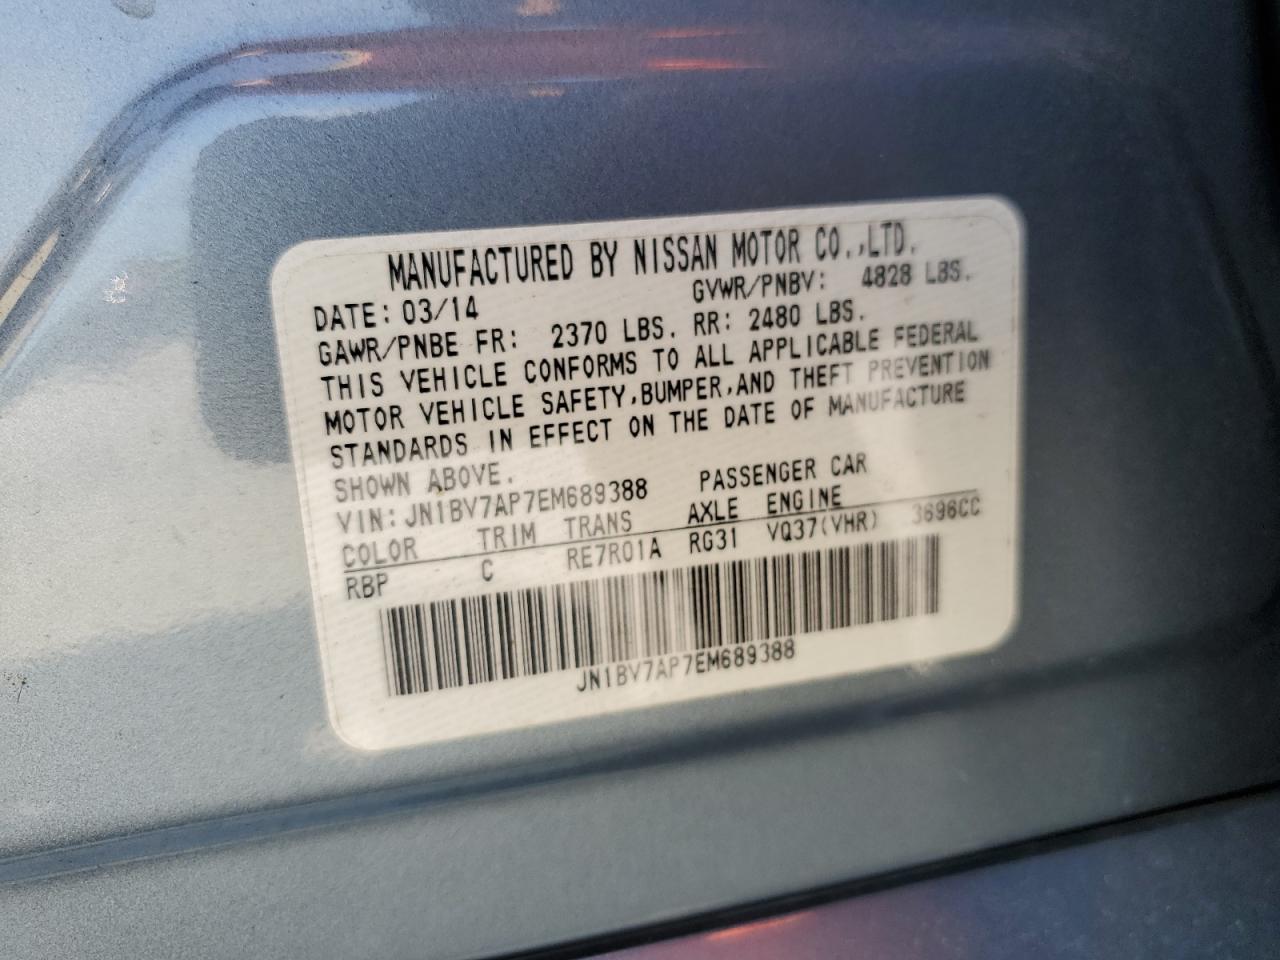 MANUFACTURED BY NISSAN MOTOR CO.,LTD.
DATE: 03/14 GVWR/PNBV: 4828 LBS.
GAWR/PNBE FR: 2370 LBS. RR: 2480 LBS.
THIS VEHICLE CONFORMS TO ALL APPLICABLE FEDERAL
MOTOR VEHICLE SAFETY,BUMPER,AND THEFT PREVENTION
STANDARDS IN EFFECT ON THE DATE OF MANUFACTURE
SHOWN ABOVE.
VIN: JN1BV7AP7EM689388 PASSENGER CAR
COLOR TRIM TRANS AXLE ENGINE
RBP C RE7R01A RG31 VQ37(VHR) 3696CC
JN1BV7AP7EM689388